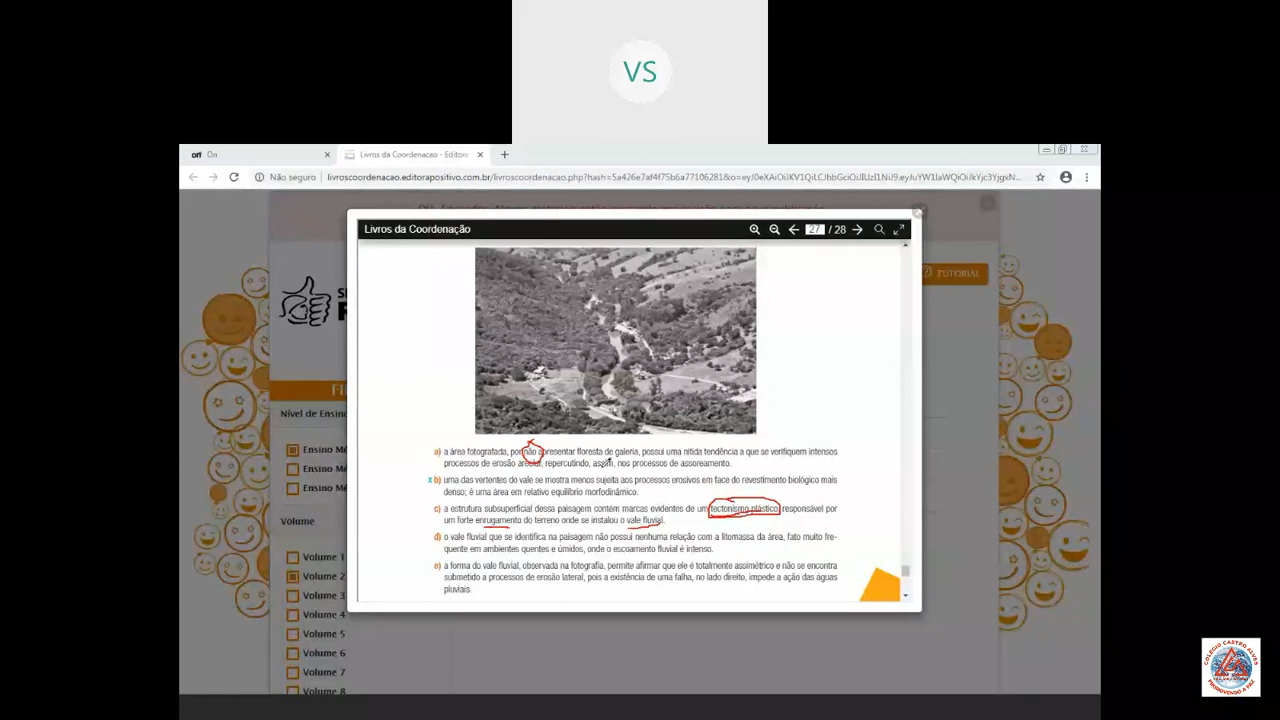 VS
on On
Livros da Coordenacao - Editora
Não seguro
livroscoordenacao.editorapositivo.com.br/livroscoordenacao.php?hash=5a426e7af4f75b6a77106281&o=
Livros da Coordenação
27 / 28
TUTORIAL
Nível de Ensino
Ensino Mé
Ensino Mé
Ensino Mé
Volume
Volume 1
Volume 2
Volume 3
Volume 4
Volume 5
Volume 6
Volume 7
Volume 8
a) a área fotografada, por não apresentar floresta de galeria, possui uma nítida tendência a que se verifiquem intensos
processos de erosão areolar, repercutindo, assim, nos processos de assoreamento.
x b) uma das vertentes do vale se mostra menos sujeita aos processos erosivos em face do revestimento biológico mais
denso; é uma área em relativo equilíbrio morfodinâmico.
c) a estrutura subsuperficial dessa paisagem contém marcas evidentes de um tectonismo plástico, responsável por
um forte enrugamento do terreno onde se instalou o vale fluvial.
d) o vale fluvial que se identifica na paisagem não possui nenhuma relação com a litomassa da área, fato muito fre-
quente em ambientes quentes e úmidos, onde o escoamento fluvial é intenso.
e) a forma do vale fluvial, observada na fotografia, permite afirmar que ele é totalmente assimétrico e não se encontra
submetido a processos de erosão lateral, pois a existência de uma falha, no lado direito, impede a ação das águas
pluviais.
COLÉGIO CASTRO ALVES
PROMOVENDO A PAZ